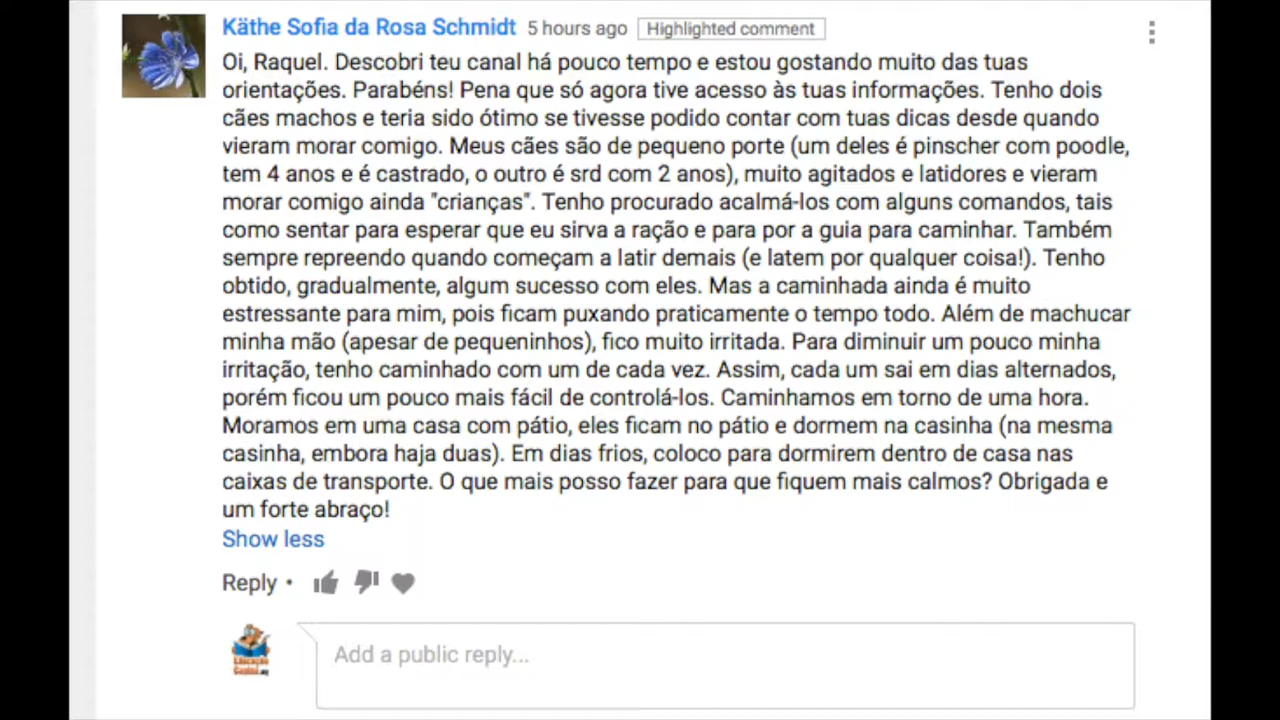 Käthe Sofia da Rosa Schmidt 5 hours ago Highlighted comment
Oi, Raquel. Descobri teu canal há pouco tempo e estou gostando muito das tuas
orientações. Parabéns! Pena que só agora tive acesso às tuas informações. Tenho dois
cães machos e teria sido ótimo se tivesse podido contar com tuas dicas desde quando
vieram morar comigo. Meus cães são de pequeno porte (um deles é pinscher com poodle,
tem 4 anos e é castrado, o outro é srd com 2 anos), muito agitados e latidores e vieram
morar comigo ainda "crianças". Tenho procurado acalmá-los com alguns comandos, tais
como sentar para esperar que eu sirva a ração e para por a guia para caminhar. Também
sempre repreendo quando começam a latir demais (e latem por qualquer coisa!). Tenho
obtido, gradualmente, algum sucesso com eles. Mas a caminhada ainda é muito
estressante para mim, pois ficam puxando praticamente o tempo todo. Além de machucar
minha mão (apesar de pequeninhos), fico muito irritada. Para diminuir um pouco minha
irritação, tenho caminhado com um de cada vez. Assim, cada um sai em dias alternados,
porém ficou um pouco mais fácil de controlá-los. Caminhamos em torno de uma hora.
Moramos em uma casa com pátio, eles ficam no pátio e dormem na casinha (na mesma
casinha, embora haja duas). Em dias frios, coloco para dormirem dentro de casa nas
caixas de transporte. O que mais posso fazer para que fiquem mais calmos? Obrigada e
um forte abraço!
Show less
Reply •
Add a public reply...